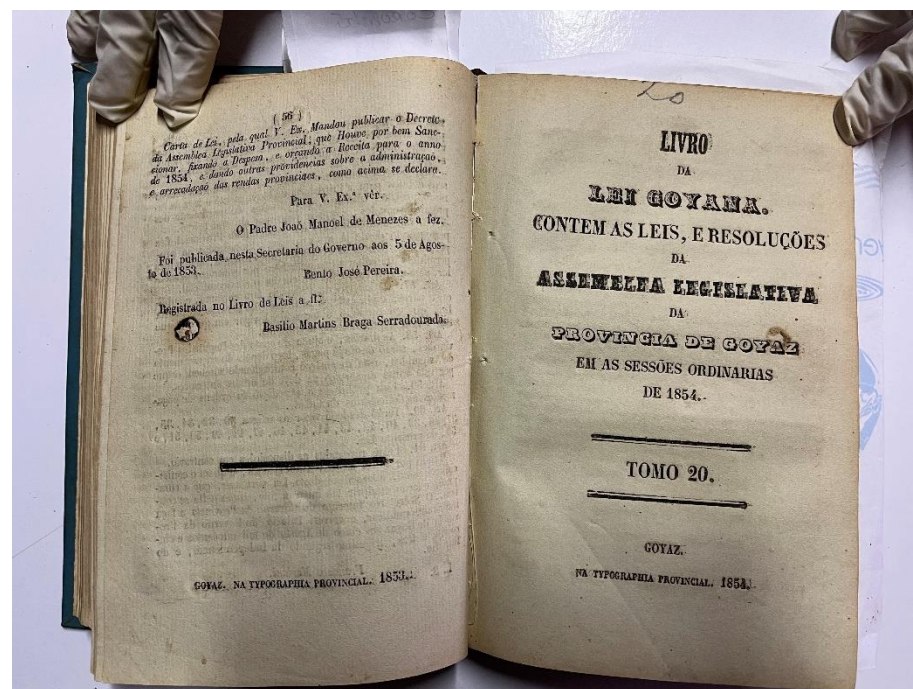 ( 56 )
Carta de Lei, pela qual V. Ex. Mandou publicar o Decreto
da Assemblea Legislativa Provincial, que Houve por bem Sanc-
cionar, fixando a Despeza, e orçando a Receita para o anno
de 1854, e dando outras providencias sobre a administração,
e arrecadação das rendas provinciaes, como acima se declara.
Para V. Ex.ª vêr.
O Padre Joaõ Manoel de Menezes a fez.
Foi publicada nesta Secretaria do Governo aos 5 de Agos-
to de 1853.
Bento José Pereira.
Registrada no Livro de Leis a fl.
Basilio Martins Braga Serradourada.
GOYAZ. NA TYPOGRAPHIA PROVINCIAL. 1853.
20
LIVRO
DA
LEI GOYANA.
CONTEM AS LEIS, E RESOLUÇÕES
DA
ASSEMBLEA LEGISLATIVA
DA
PROVINCIA DE GOYAZ
EM AS SESSÕES ORDINARIAS
DE 1854.
TOMO 20.
GOYAZ.
NA TYPOGRAPHIA PROVINCIAL. 1854.